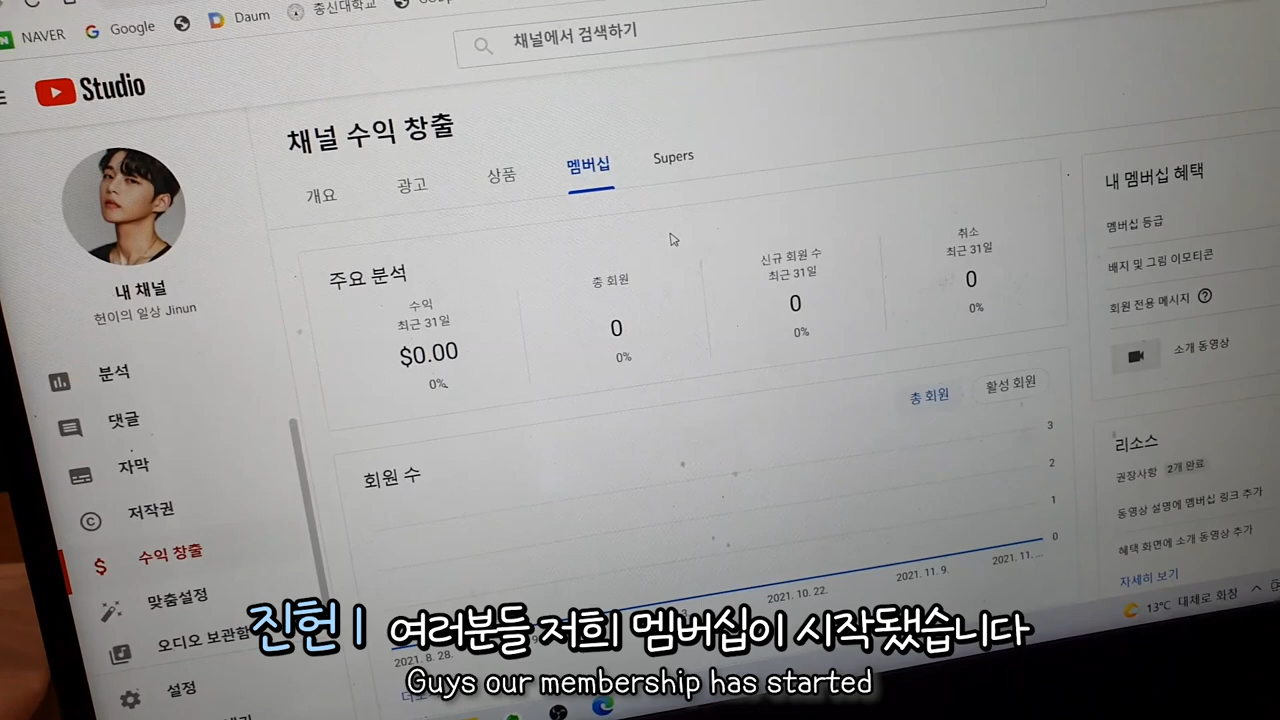 NAVER
Google
Daum
총신대학교
채널에서 검색하기
Studio
내 채널
현이의 일상 Jinun
분석
댓글
자막
저작권
수익 창출
맞춤설정
오디오 보관함
설정
채널 수익 창출
개요
광고
상품
멤버십
Supers
주요 분석
수익
최근 31일
$0.00
0%
총 회원
0
0%
신규 회원 수
최근 31일
0
0%
취소
최근 31일
0
0%
회원 수
총 회원
활성 회원
3
2
1
0
2021. 8. 28.
2021. 10. 22.
2021. 11. 9.
2021. 11. ...
내 멤버십 혜택
멤버십 등급
배지 및 그림 이모티콘
회원 전용 메시지
소개 동영상
리소스
권장사항 2개 완료
동영상 설명에 멤버십 링크 추가
혜택 화면에 소개 동영상 추가
자세히 보기
13°C 대체로 화창
진헌 | 여러분들 저희 멤버십이 시작됐습니다
Guys our membership has started